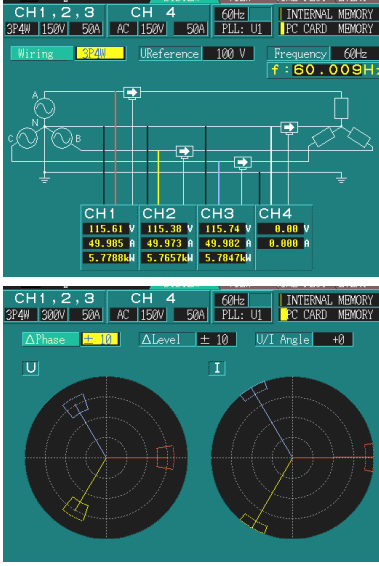 CH1,2,3 CH 4 60Hz INTERNAL MEMORY
3P4W 150V 50A AC 150V 50A PLL: U1 PC CARD MEMORY
Wiring 3P4W UReference 100 V Frequency 60Hz
f:60.009Hz
A
N
C B
CH1 CH2 CH3 CH4
115.61 V 115.38 V 115.74 V 0.00 V
49.985 A 49.973 A 49.982 A 0.000 A
5.7788kW 5.7657kW 5.7847kW
CH1,2,3 CH 4 60Hz INTERNAL MEMORY
3P4W 300V 50A AC 150V 50A PLL: U1 PC CARD MEMORY
ΔPhase ± 10 ΔLevel ± 10 U/I Angle +0
U I